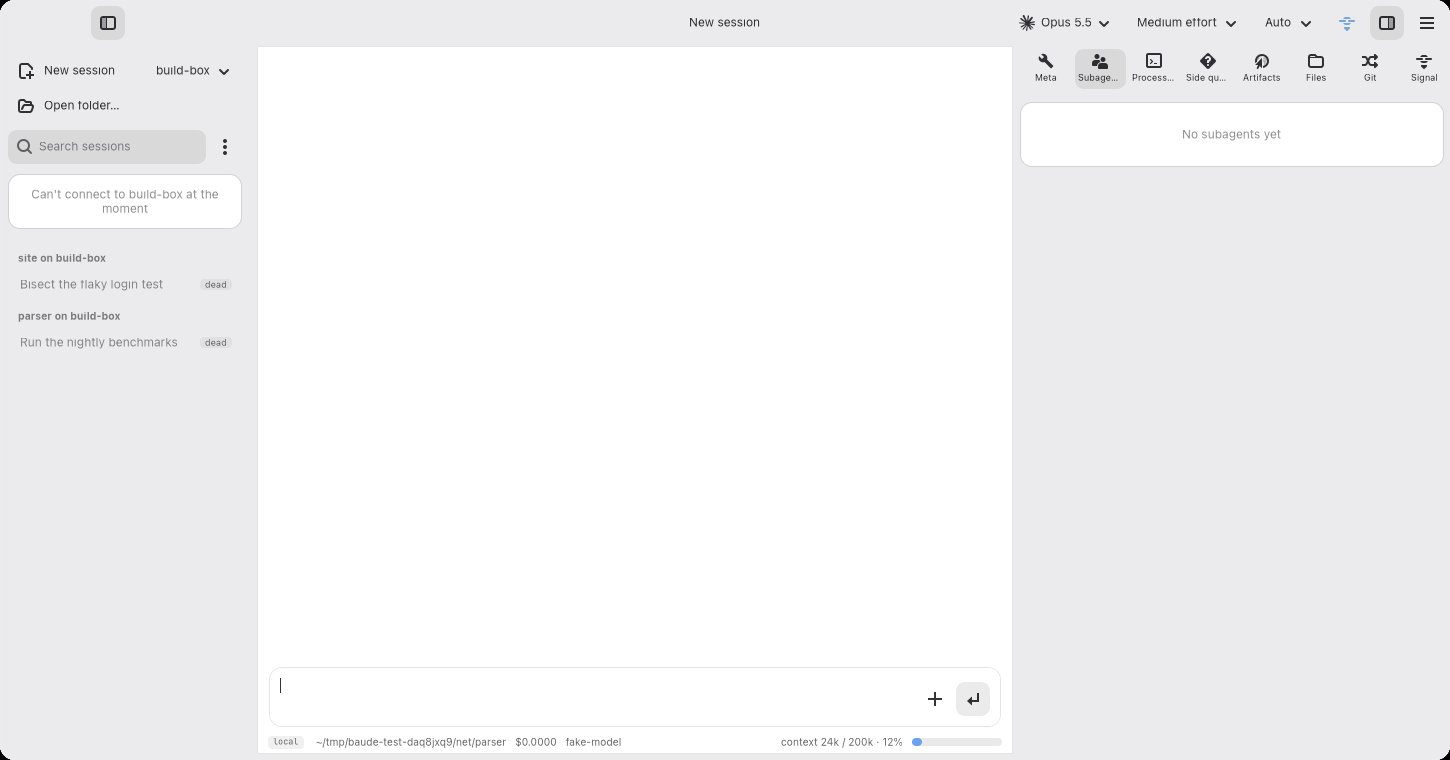 New session
Opus 5.5
Medium effort
Auto
New session
build-box
Open folder...
Search sessions
Can't connect to build-box at the
moment
site on build-box
Bisect the flaky login test
dead
parser on build-box
Run the nightly benchmarks
dead
Meta
Subage...
Process...
Side qu...
Artifacts
Files
Git
Signal
No subagents yet
local
~/tmp/baude-test-daq8jxq9/net/parser
$0.0000
fake-model
context 24k / 200k · 12%